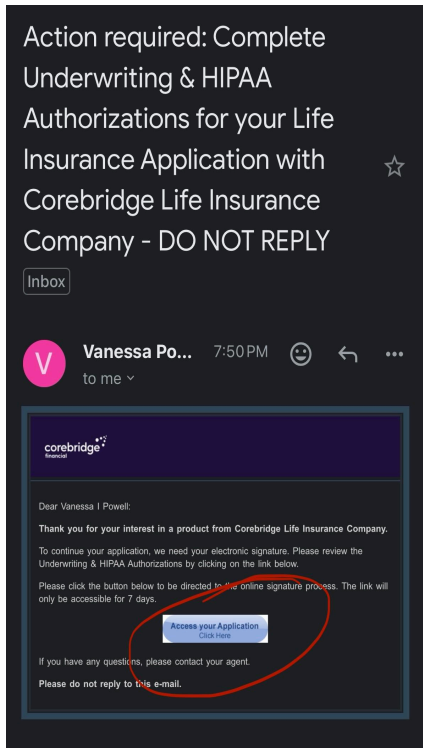 Action required: Complete
Underwriting & HIPAA
Authorizations for your Life
Insurance Application with
Corebridge Life Insurance
Company - DO NOT REPLY
Inbox
V
Vanessa Po... 7:50 PM
to me
corebridge
financial
Dear Vanessa I Powell:
Thank you for your interest in a product from Corebridge Life Insurance Company.
To continue your application, we need your electronic signature. Please review the
Underwriting & HIPAA Authorizations by clicking on the link below.
Please click the button below to be directed to the online signature process. The link will
only be accessible for 7 days.
Access your Application
Click Here
If you have any questions, please contact your agent.
Please do not reply to this e-mail.